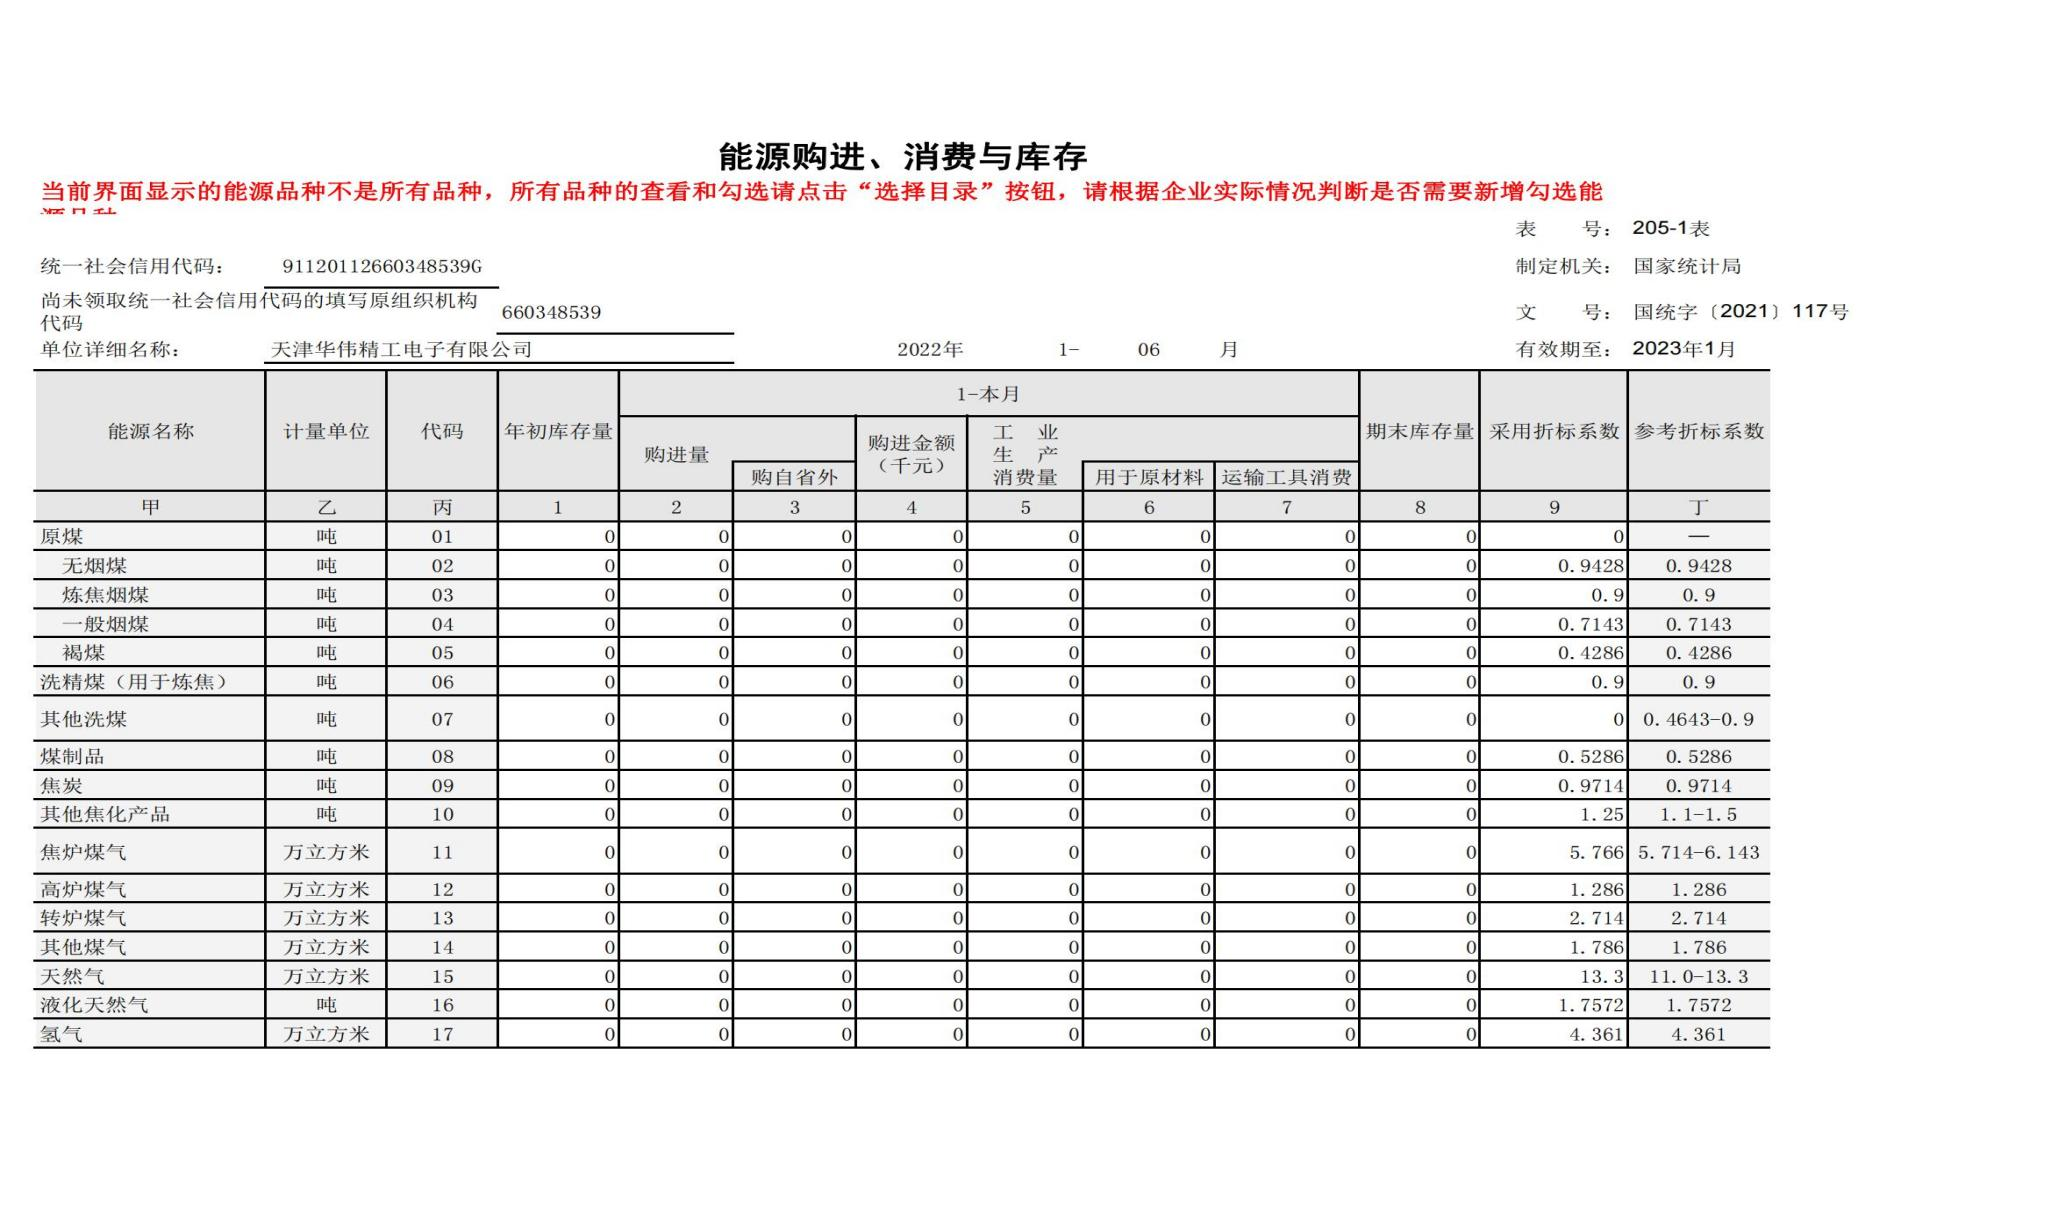 能源购进、消费与库存
当前界面显示的能源品种不是所有品种，所有品种的查看和勾选请点击“选择目录”按钮，请根据企业实际情况判断是否需要新增勾选能
源品种
表 号： 205-1表
统一社会信用代码： 91120112660348539G 制定机关： 国家统计局
尚未领取统一社会信用代码的填写原组织机构
代码 660348539 文 号： 国统字〔2021〕117号
单位详细名称： 天津华伟精工电子有限公司 2022年 1- 06 月 有效期至： 2023年1月
能源名称 计量单位 代码 年初库存量 1-本月 期末库存量 采用折标系数 参考折标系数
购进量 购自省外 购进金额（千元） 工 业 生 产 消费量 用于原材料 运输工具消费
甲 乙 丙 1 2 3 4 5 6 7 8 9 丁
原煤 吨 01 0 0 0 0 0 0 0 0 0 —
无烟煤 吨 02 0 0 0 0 0 0 0 0 0.9428 0.9428
炼焦烟煤 吨 03 0 0 0 0 0 0 0 0 0.9 0.9
一般烟煤 吨 04 0 0 0 0 0 0 0 0 0.7143 0.7143
褐煤 吨 05 0 0 0 0 0 0 0 0 0.4286 0.4286
洗精煤（用于炼焦） 吨 06 0 0 0 0 0 0 0 0 0.9 0.9
其他洗煤 吨 07 0 0 0 0 0 0 0 0 0 0.4643-0.9
煤制品 吨 08 0 0 0 0 0 0 0 0 0.5286 0.5286
焦炭 吨 09 0 0 0 0 0 0 0 0 0.9714 0.9714
其他焦化产品 吨 10 0 0 0 0 0 0 0 0 1.25 1.1-1.5
焦炉煤气 万立方米 11 0 0 0 0 0 0 0 0 5.766 5.714-6.143
高炉煤气 万立方米 12 0 0 0 0 0 0 0 0 1.286 1.286
转炉煤气 万立方米 13 0 0 0 0 0 0 0 0 2.714 2.714
其他煤气 万立方米 14 0 0 0 0 0 0 0 0 1.786 1.786
天然气 万立方米 15 0 0 0 0 0 0 0 0 13.3 11.0-13.3
液化天然气 吨 16 0 0 0 0 0 0 0 0 1.7572 1.7572
氢气 万立方米 17 0 0 0 0 0 0 0 0 4.361 4.361